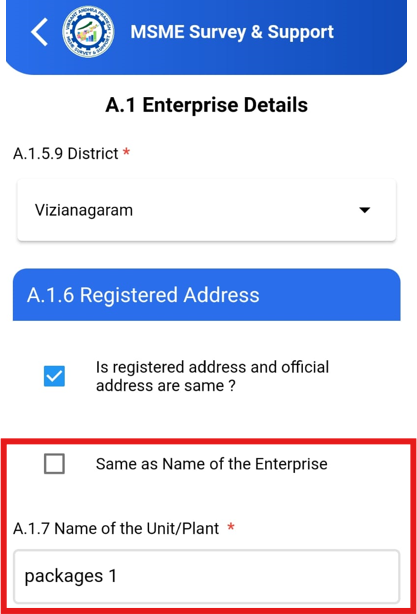 MSME Survey & Support
A.1 Enterprise Details
A.1.5.9 District *
Vizianagaram
A.1.6 Registered Address
Is registered address and official
address are same ?
Same as Name of the Enterprise
A.1.7 Name of the Unit/Plant *
packages 1